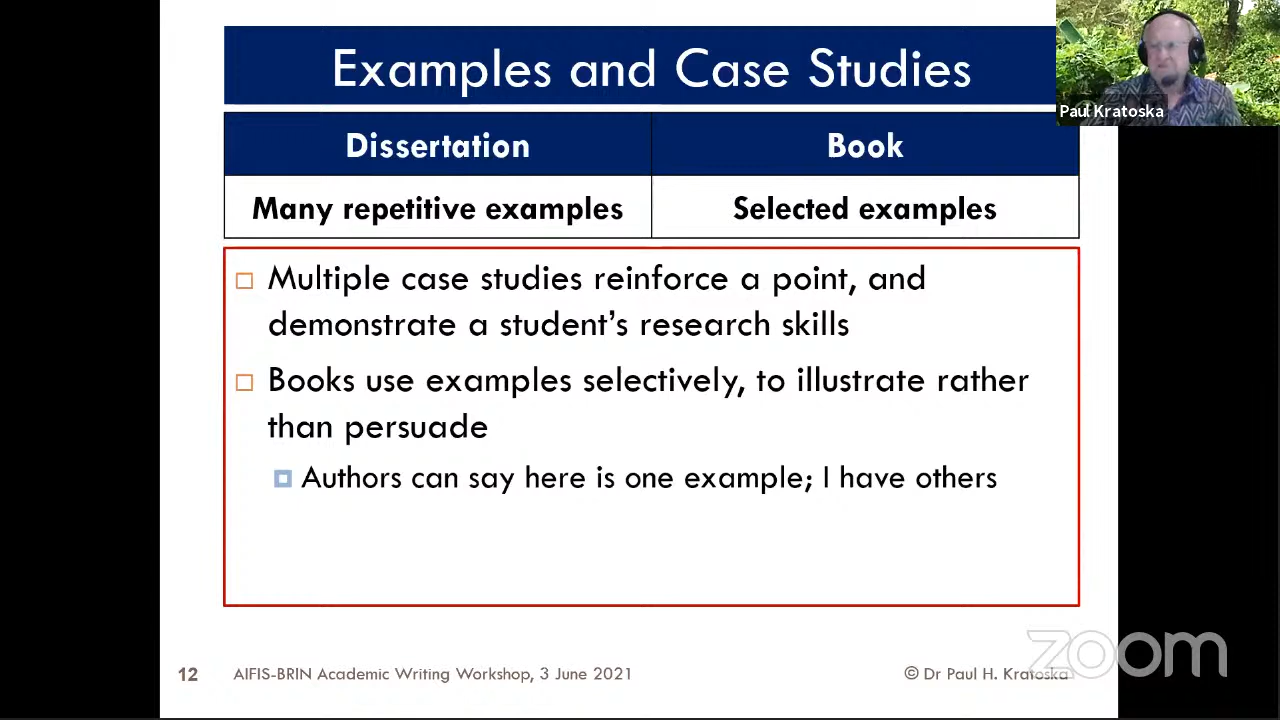 Examples and Case Studies
Paul Kratoska
Dissertation
Book
Many repetitive examples
Selected examples
Multiple case studies reinforce a point, and
demonstrate a student's research skills
Books use examples selectively, to illustrate rather
than persuade
Authors can say here is one example; I have others
12
AIFIS-BRIN Academic Writing Workshop, 3 June 2021
© Dr Paul H. Kratoska
zoom